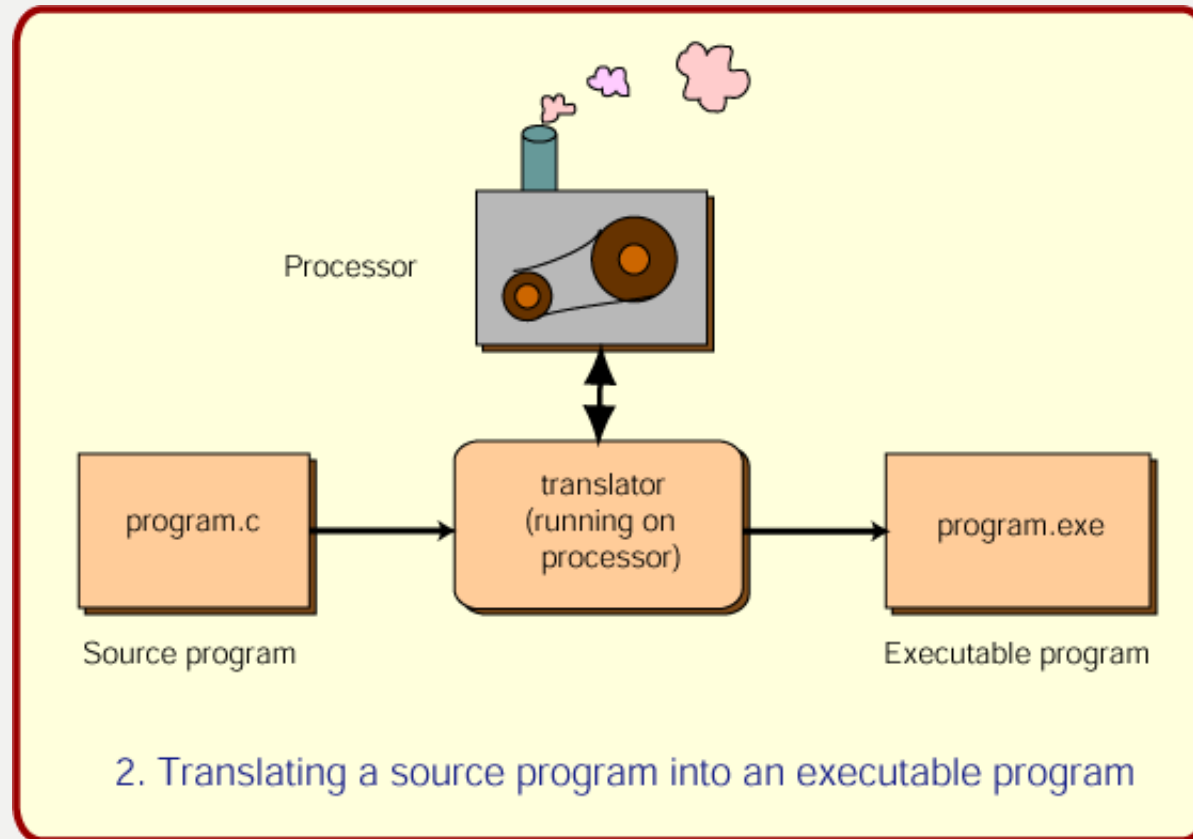 Processor
program.c
translator
(running on
processor)
program.exe
Source program
Executable program
2. Translating a source program into an executable program